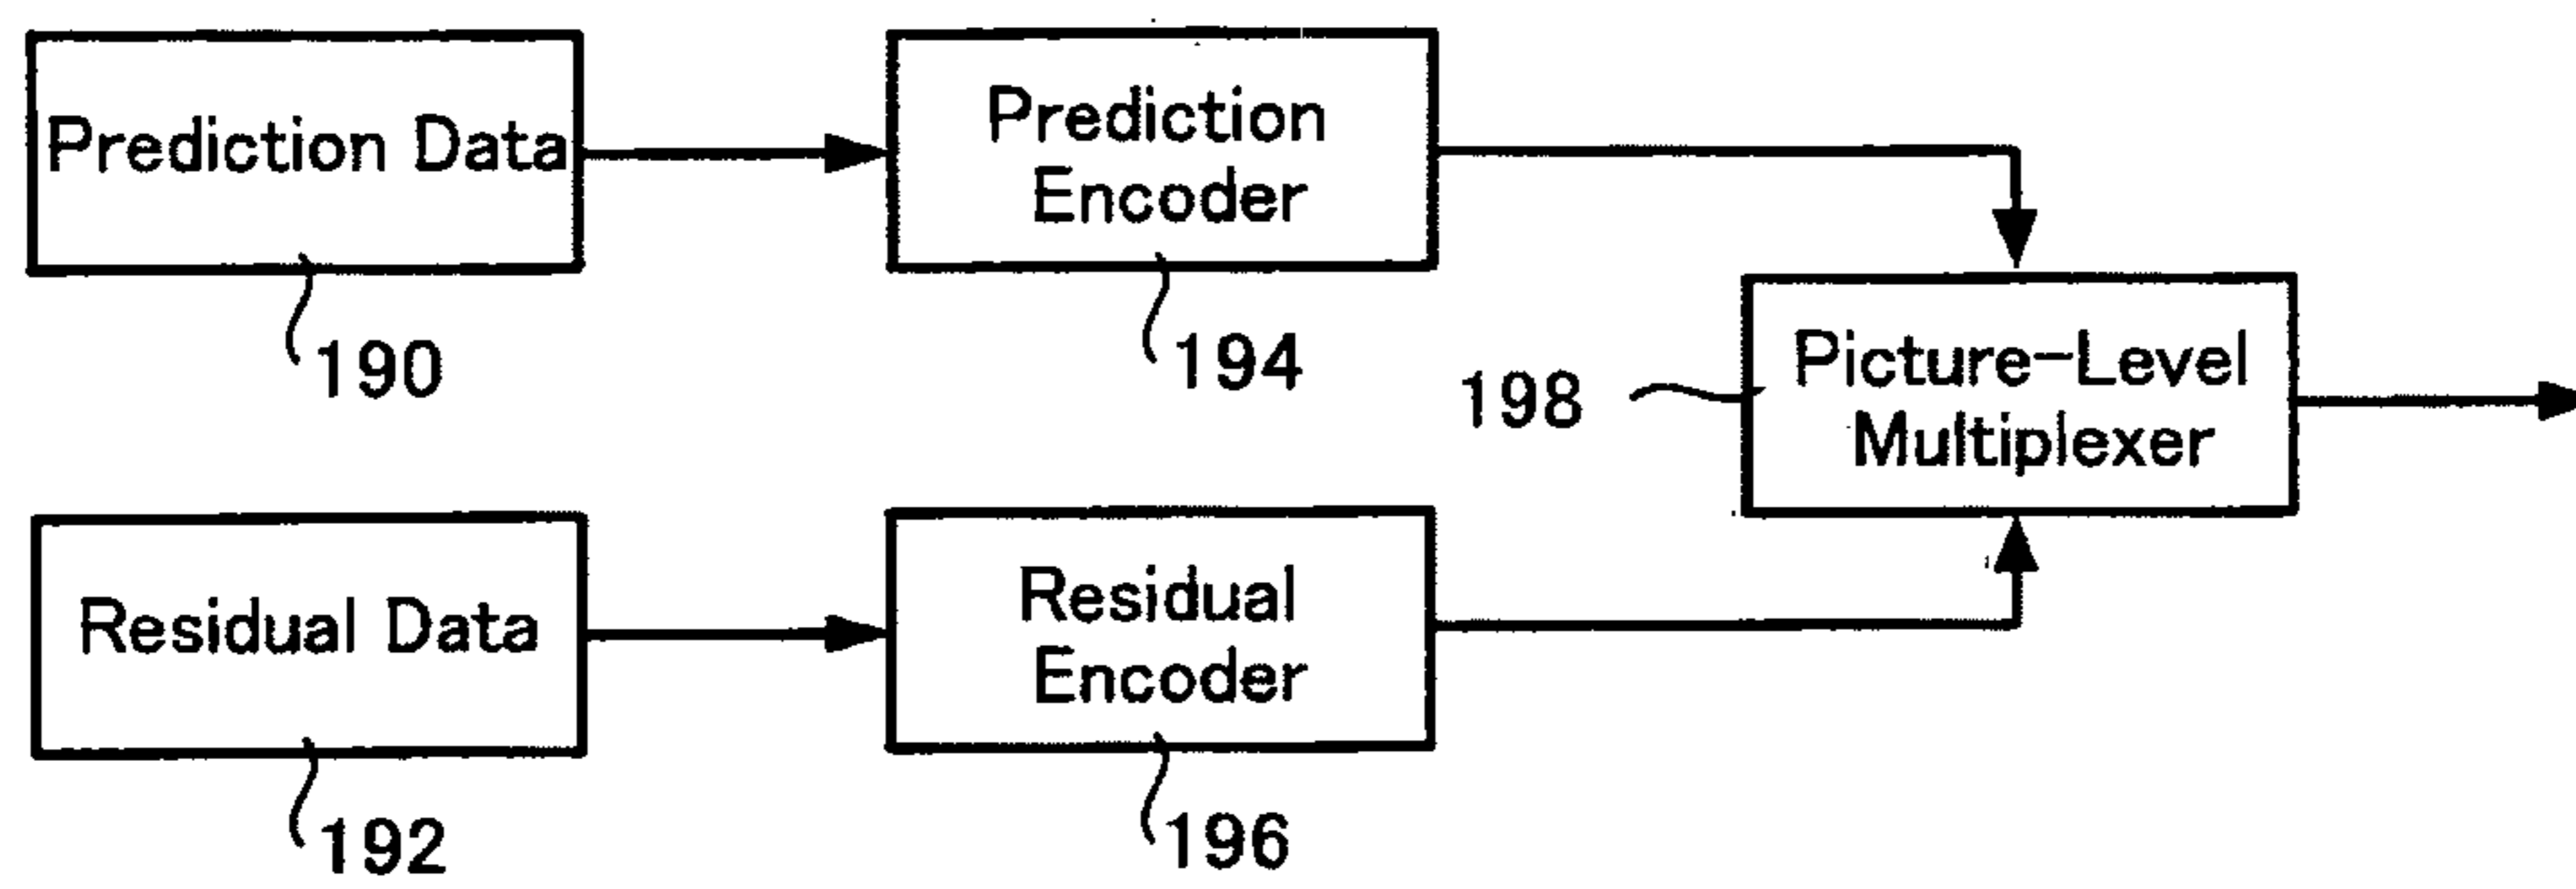 Prediction Data
190
Prediction
Encoder
194
Picture-Level
Multiplexer
198
Residual Data
192
Residual
Encoder
196